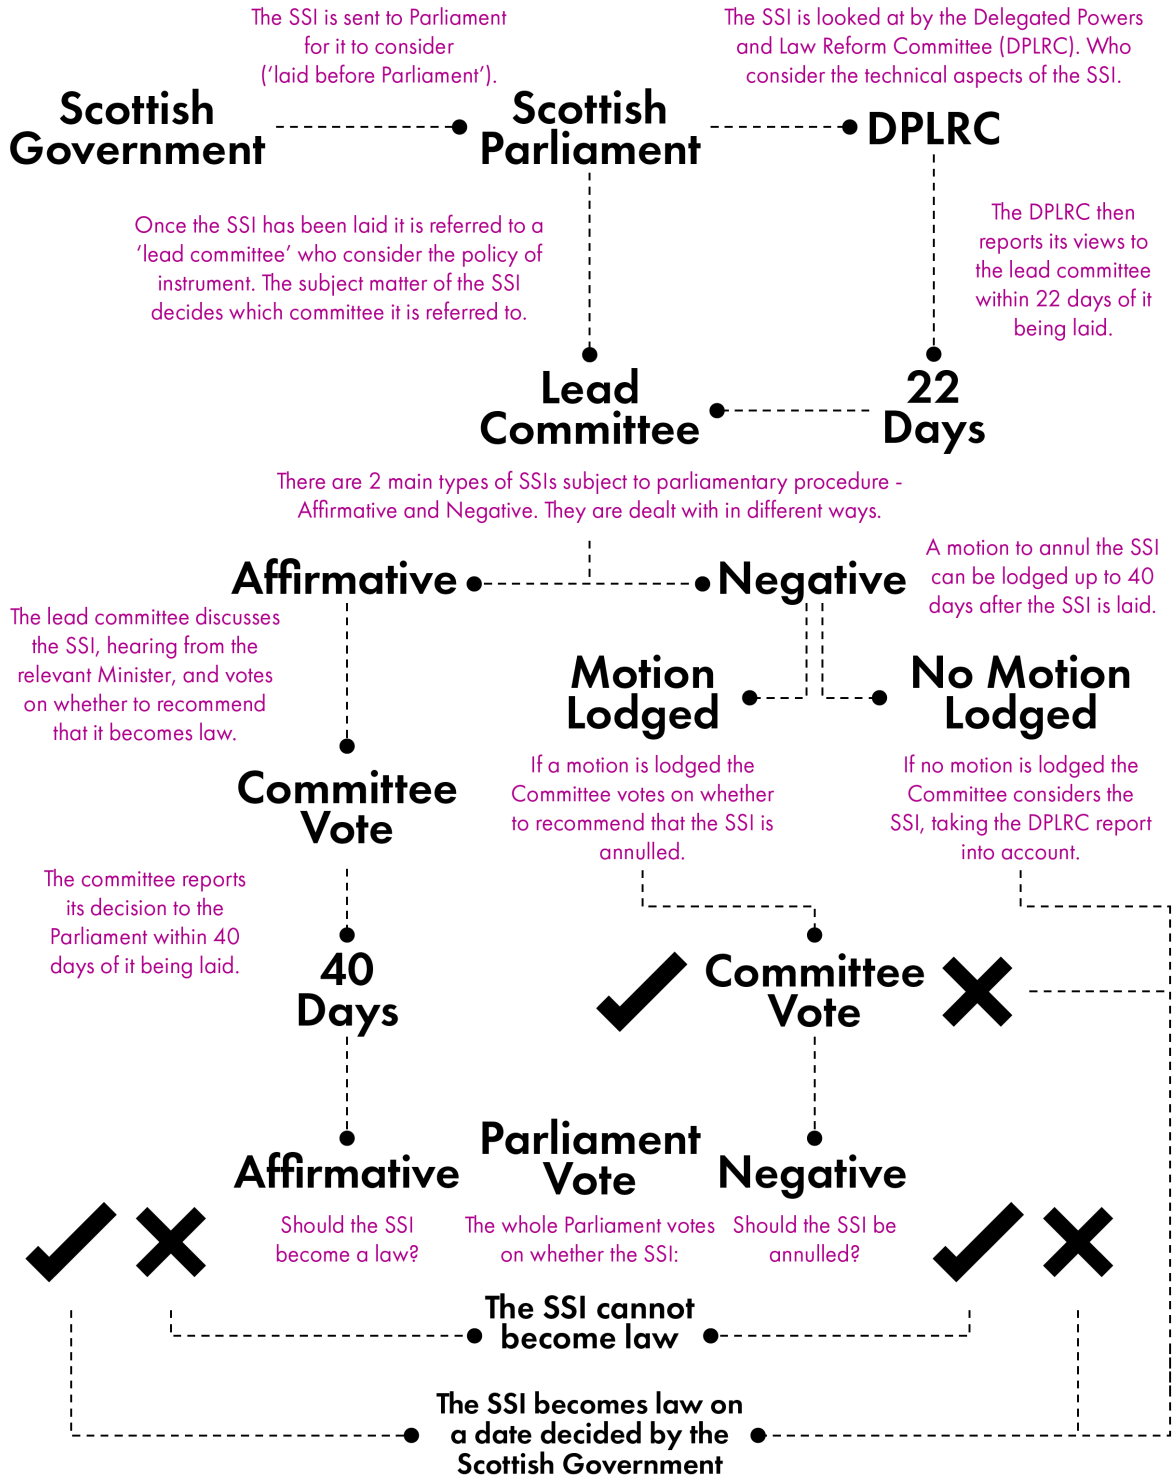 The SSI is sent to Parliament
for it to consider
(‘laid before Parliament’).
The SSI is looked at by the Delegated Powers
and Law Reform Committee (DPLRC). Who
consider the technical aspects of the SSI.
Scottish
Government
Scottish
Parliament
DPLRC
Once the SSI has been laid it is referred to a
‘lead committee’ who consider the policy of
instrument. The subject matter of the SSI
decides which committee it is referred to.
The DPLRC then
reports its views to
the lead committee
within 22 days of it
being laid.
Lead
Committee
22
Days
There are 2 main types of SSIs subject to parliamentary procedure -
Affirmative and Negative. They are dealt with in different ways.
Affirmative
Negative
A motion to annul the SSI
can be lodged up to 40
days after the SSI is laid.
The lead committee discusses
the SSI, hearing from the
relevant Minister, and votes
on whether to recommend
that it becomes law.
Motion
Lodged
No Motion
Lodged
If a motion is lodged the
Committee votes on whether
to recommend that the SSI is
annulled.
If no motion is lodged the
Committee considers the
SSI, taking the DPLRC report
into account.
Committee
Vote
The committee reports
its decision to the
Parliament within 40
days of it being laid.
40
Days
Committee
Vote
Affirmative
Parliament
Vote
Negative
Should the SSI
become a law?
The whole Parliament votes
on whether the SSI:
Should the SSI be
annulled?
The SSI cannot
become law
The SSI becomes law on
a date decided by the
Scottish Government